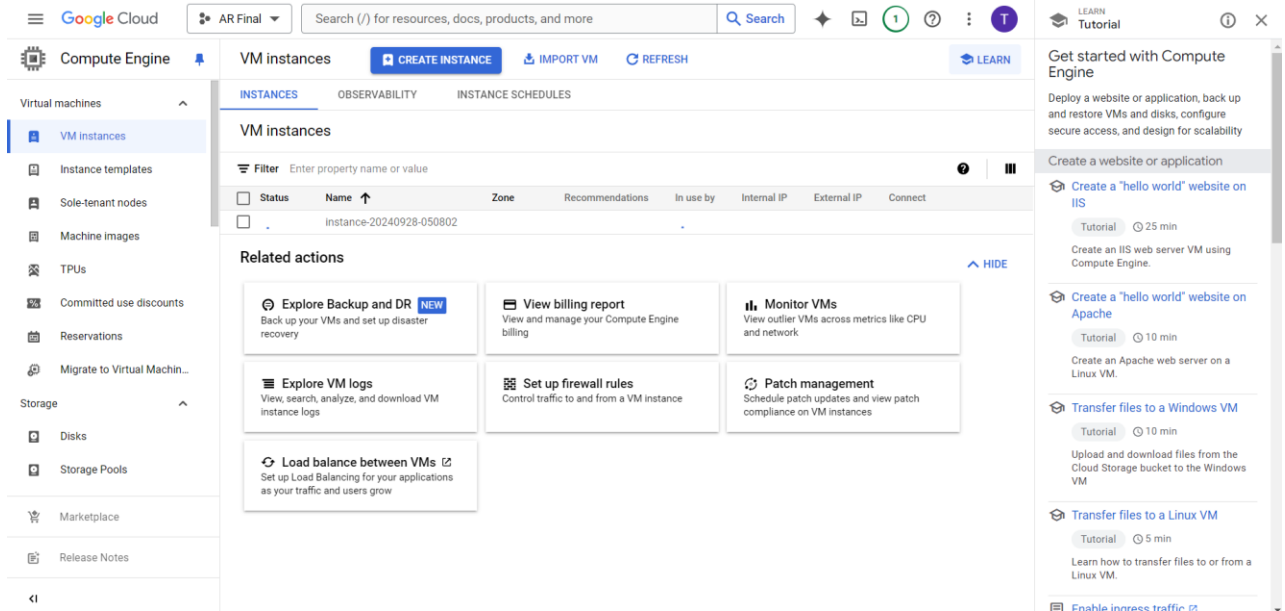 Google Cloud
AR Final
Search (/) for resources, docs, products, and more
Search
1
T
LEARN
Tutorial
Compute Engine
Virtual machines
VM instances
Instance templates
Sole-tenant nodes
Machine images
TPUs
Committed use discounts
Reservations
Migrate to Virtual Machin...
Storage
Disks
Storage Pools
Marketplace
Release Notes
VM instances
CREATE INSTANCE
IMPORT VM
REFRESH
LEARN
INSTANCES
OBSERVABILITY
INSTANCE SCHEDULES
VM instances
Filter Enter property name or value
Status Name Zone Recommendations In use by Internal IP External IP Connect
instance-20240928-050802
Related actions
HIDE
Explore Backup and DR NEW
Back up your VMs and set up disaster
recovery
View billing report
View and manage your Compute Engine
billing
Monitor VMs
View outlier VMs across metrics like CPU
and network
Explore VM logs
View, search, analyze, and download VM
instance logs
Set up firewall rules
Control traffic to and from a VM instance
Patch management
Schedule patch updates and view patch
compliance on VM instances
Load balance between VMs
Set up Load Balancing for your applications
as your traffic and users grow
Get started with Compute
Engine
Deploy a website or application, back up
and restore VMs and disks, configure
secure access, and design for scalability
Create a website or application
Create a "hello world" website on
IIS
Tutorial 25 min
Create an IIS web server VM using
Compute Engine.
Create a "hello world" website on
Apache
Tutorial 10 min
Create an Apache web server on a
Linux VM.
Transfer files to a Windows VM
Tutorial 10 min
Upload and download files from the
Cloud Storage bucket to the Windows
VM
Transfer files to a Linux VM
Tutorial 5 min
Learn how to transfer files to or from a
Linux VM.
Enable ingress traffic